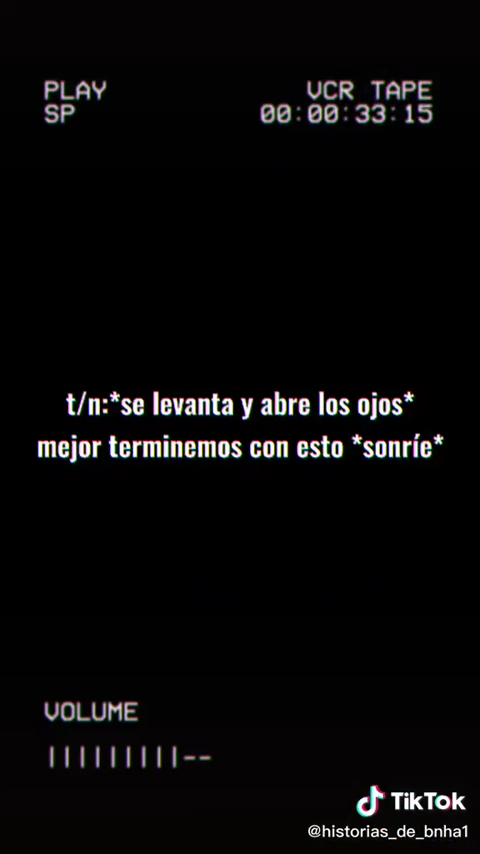 PLAY
VCR TAPE
SP
00:00:33:15
t/n:*se levanta y abre los ojos*
mejor terminemos con esto *sonríe*
VOLUME
|||||||||--
TikTok
@historias_de_bnha1